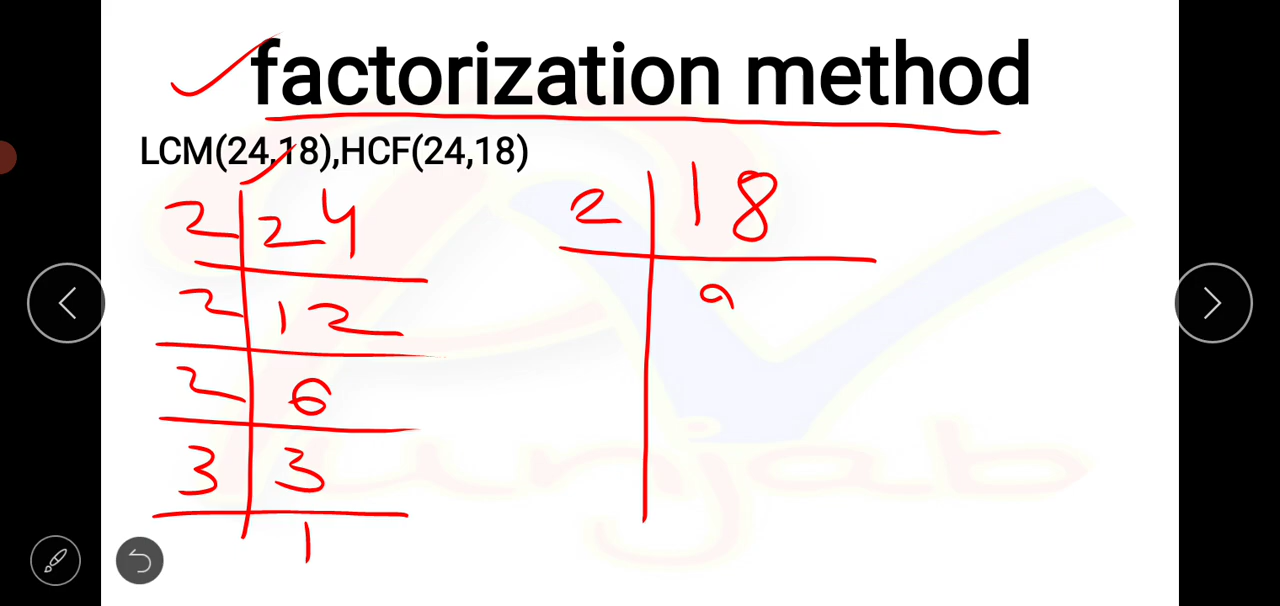 factorization method
LCM(24,18),HCF(24,18)
2 24
2 12
2 6
3 3
1
2 18
9
unjab